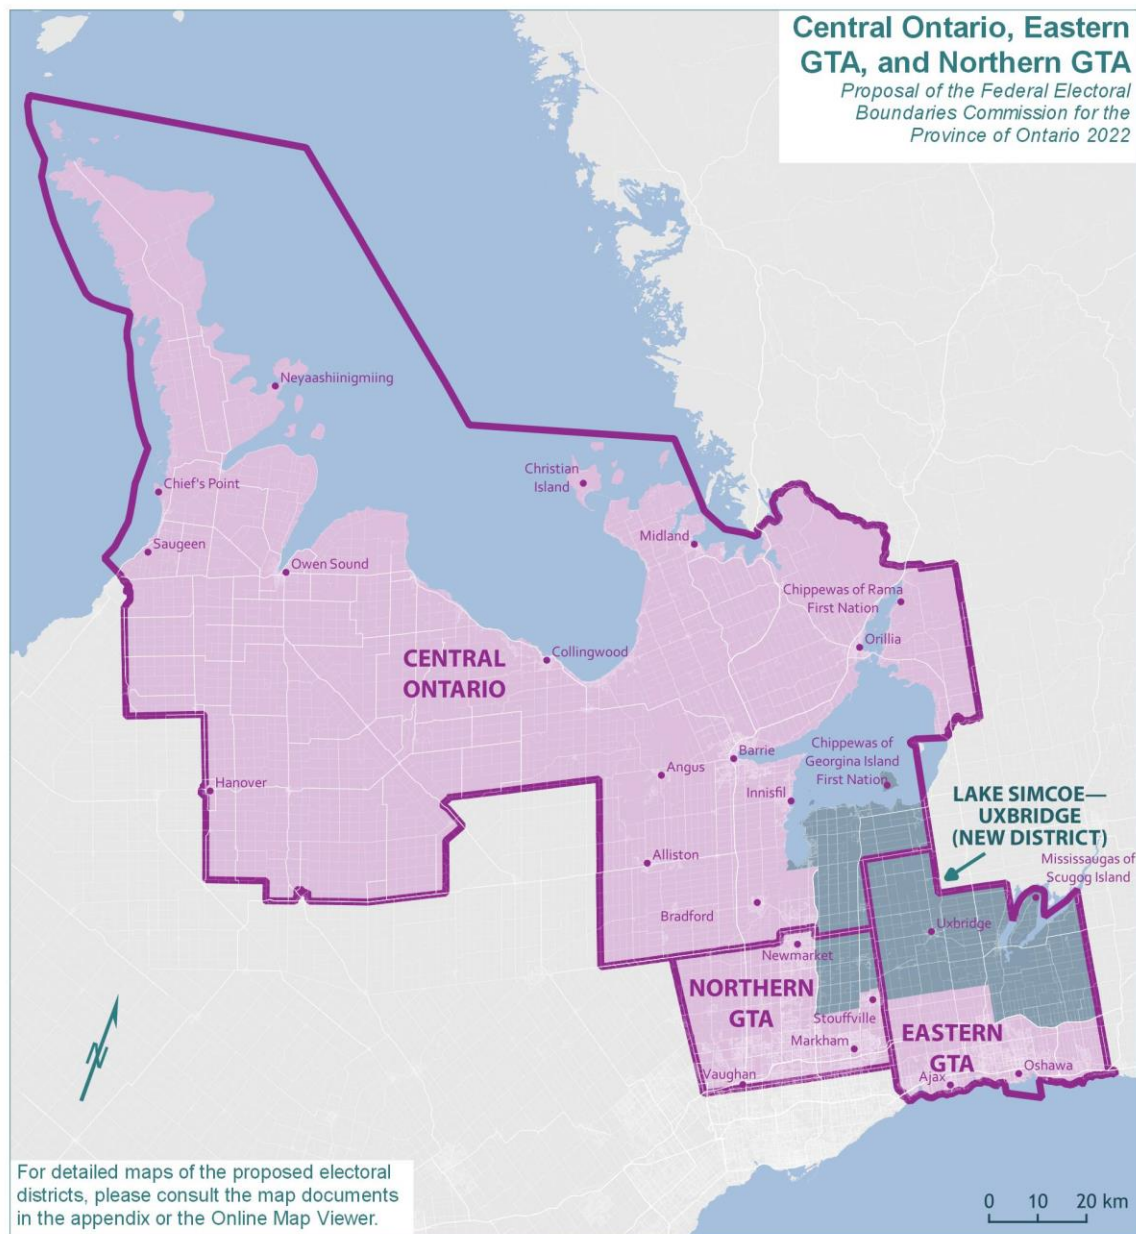 Central Ontario, Eastern
GTA, and Northern GTA
Proposal of the Federal Electoral
Boundaries Commission for the
Province of Ontario 2022
Neyaashiinigmiing
Christian
Island
Chief's Point
Midland
Saugeen
Owen Sound
Chippewas of Rama
First Nation
Orillia
Collingwood
CENTRAL
ONTARIO
Barrie
Chippewas of
Georgina Island
First Nation
Angus
Hanover
Innisfil
LAKE SIMCOE—
UXBRIDGE
(NEW DISTRICT)
Alliston
Mississaugas of
Scugog Island
Bradford
Uxbridge
Newmarket
NORTHERN
GTA
Stouffville
EASTERN
GTA
Markham
Vaughan
Ajax
Oshawa
N
For detailed maps of the proposed electoral
districts, please consult the map documents
in the appendix or the Online Map Viewer.
0 10 20 km